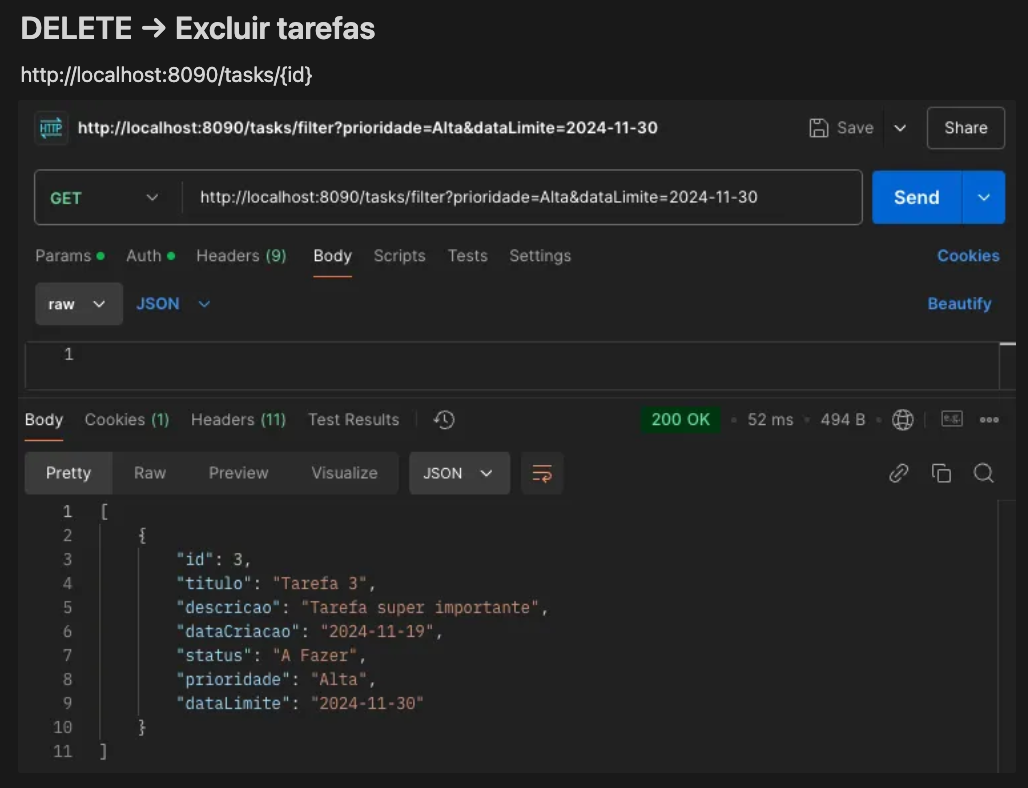 DELETE → Excluir tarefas
http://localhost:8090/tasks/{id}
HTTP http://localhost:8090/tasks/filter?prioridade=Alta&dataLimite=2024-11-30 Save Share
GET http://localhost:8090/tasks/filter?prioridade=Alta&dataLimite=2024-11-30 Send
Params Auth Headers (9) Body Scripts Tests Settings Cookies
raw JSON Beautify
1
Body Cookies (1) Headers (11) Test Results 200 OK 52 ms 494 B e.g.
Pretty Raw Preview Visualize JSON
1 [
2 {
3 "id": 3,
4 "titulo": "Tarefa 3",
5 "descricao": "Tarefa super importante",
6 "dataCriacao": "2024-11-19",
7 "status": "A Fazer",
8 "prioridade": "Alta",
9 "dataLimite": "2024-11-30"
10 }
11 ]